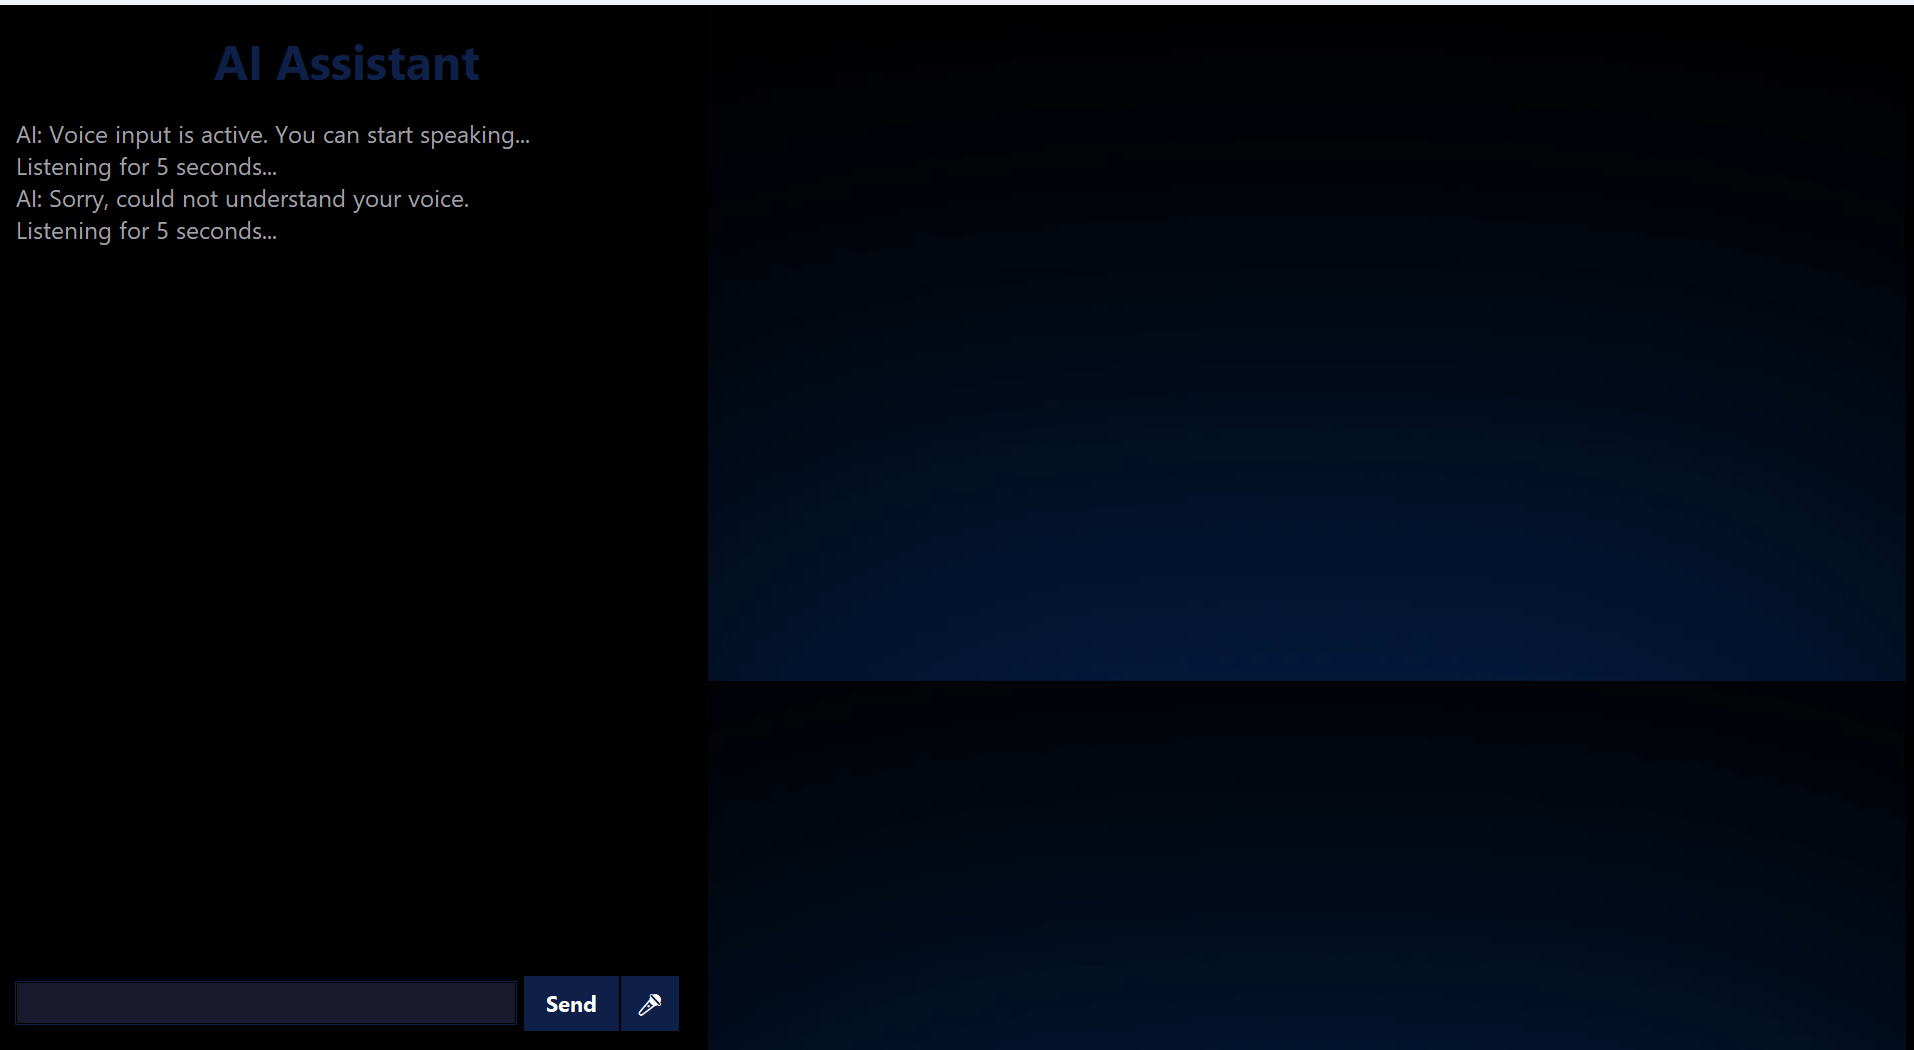 AI Assistant
AI: Voice input is active. You can start speaking...
Listening for 5 seconds...
AI: Sorry, could not understand your voice.
Listening for 5 seconds...
Send